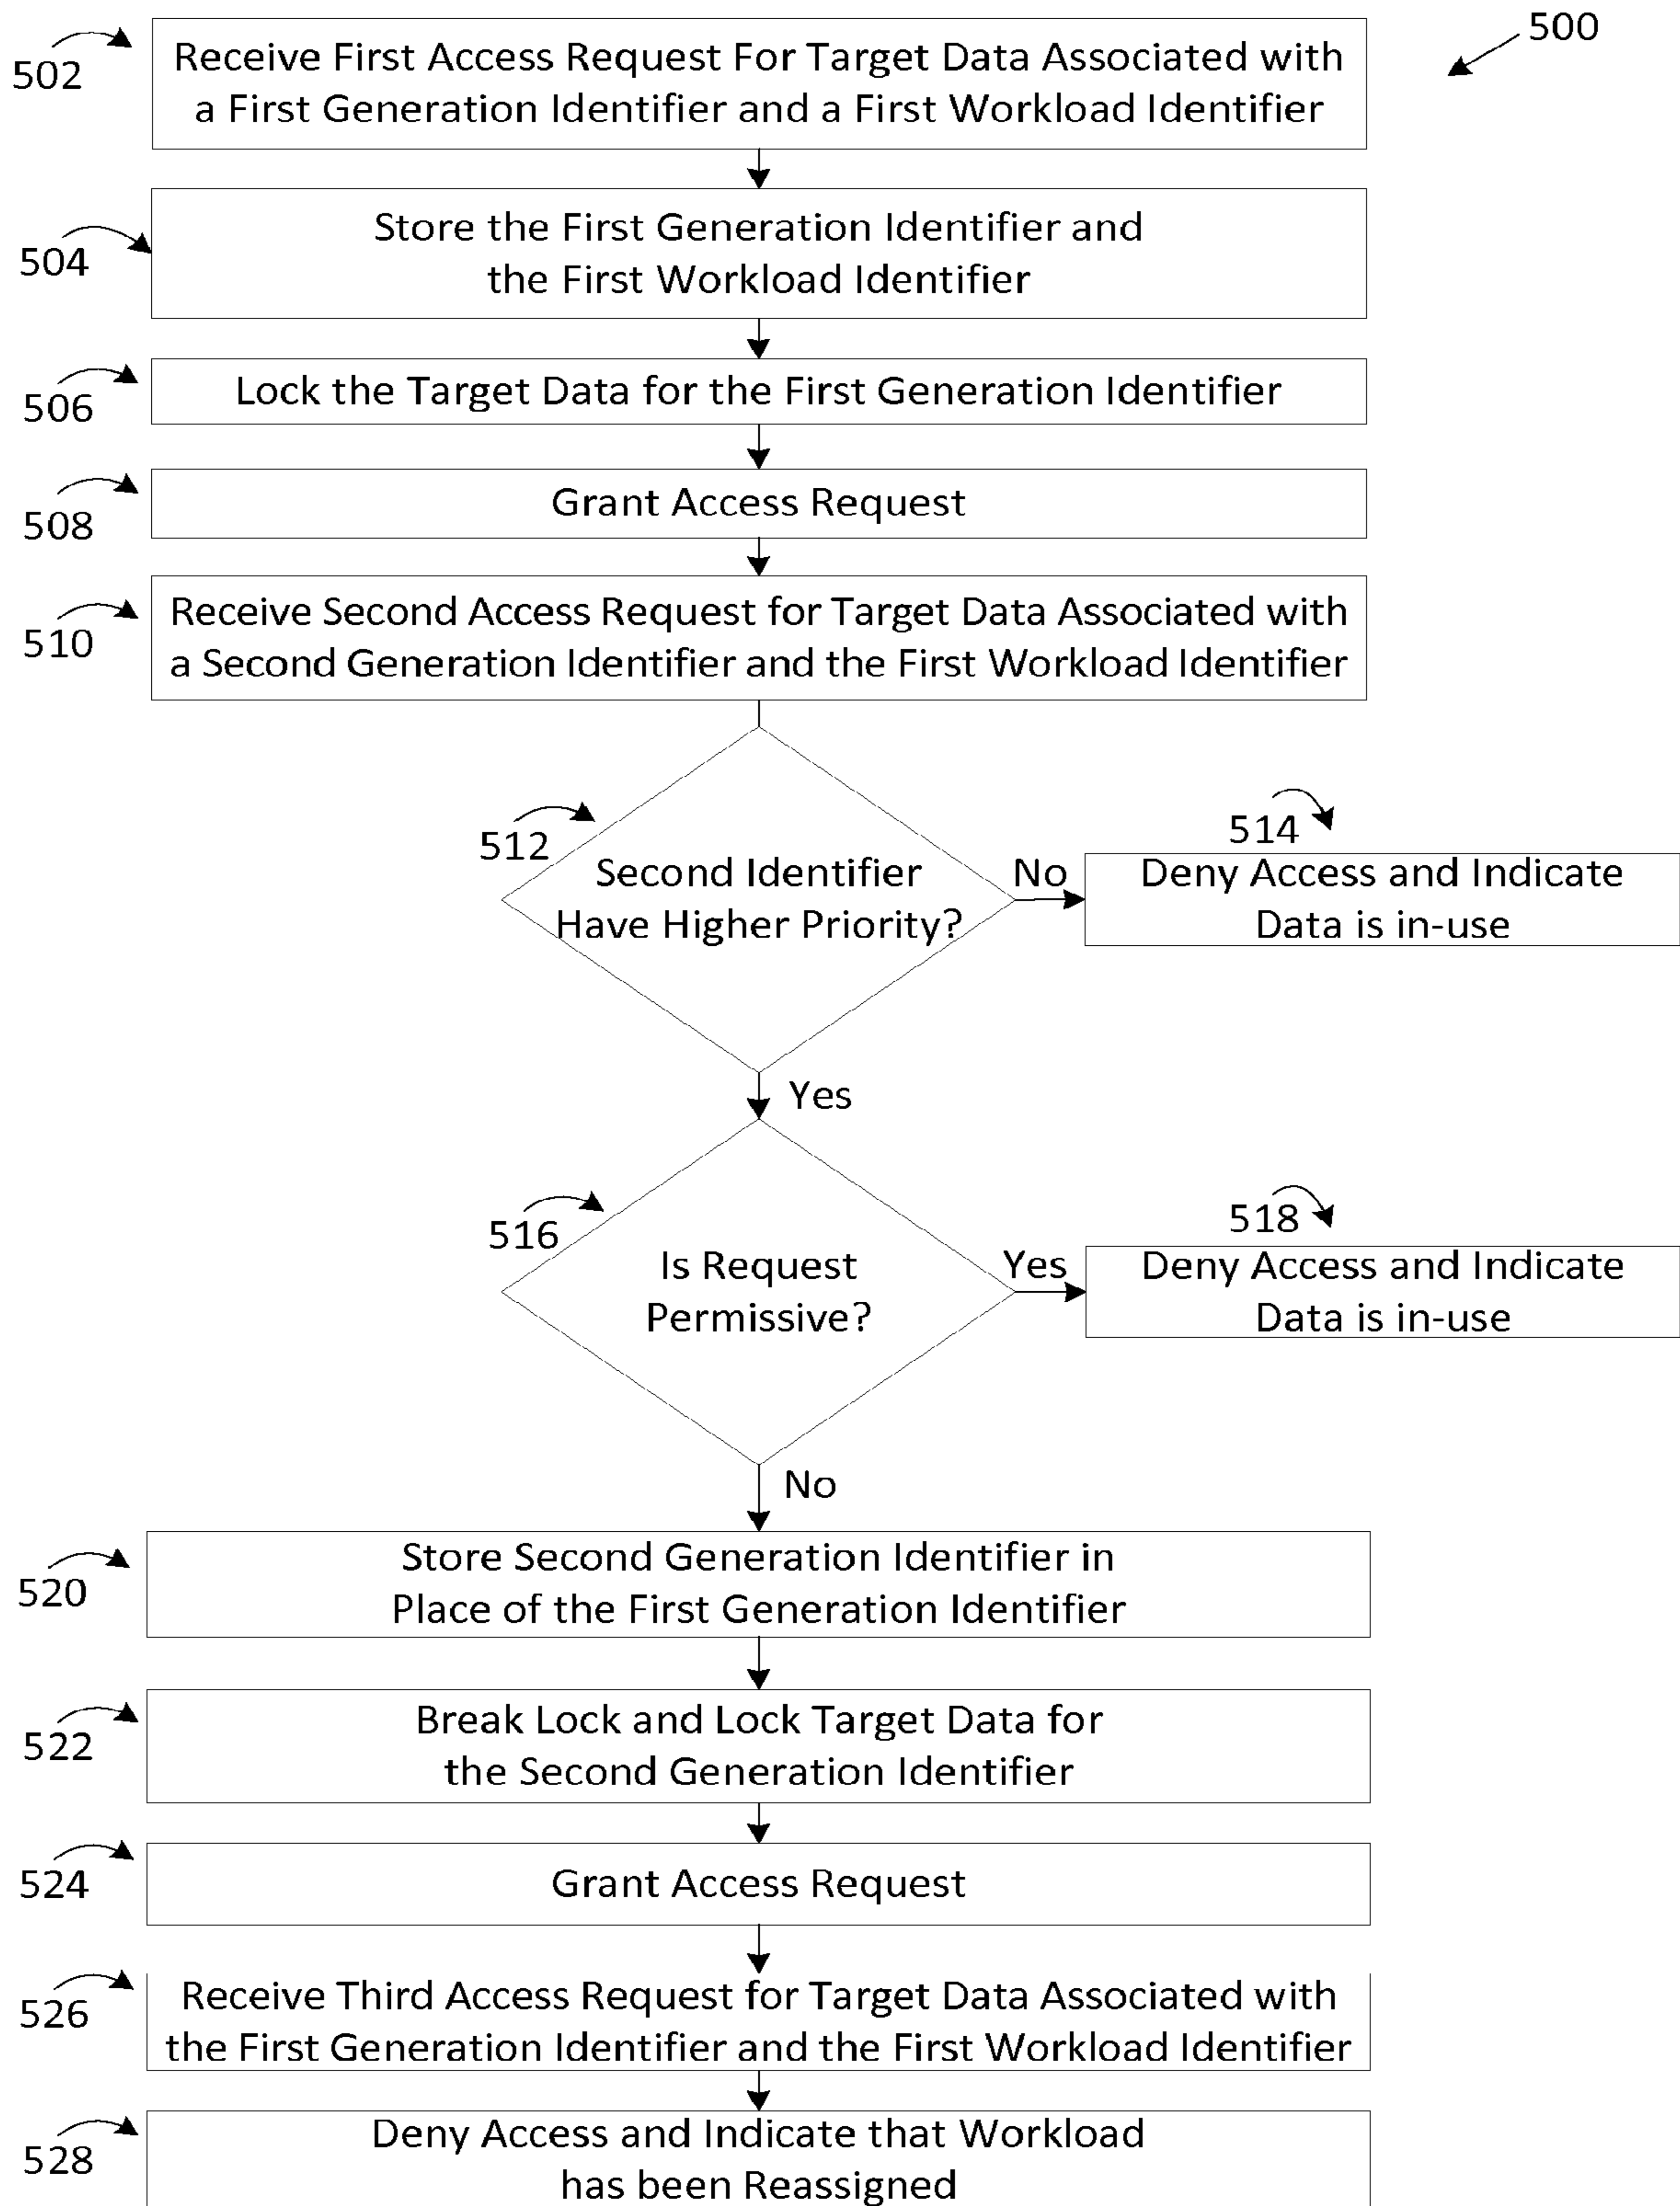 500
502
Receive First Access Request For Target Data Associated with
a First Generation Identifier and a First Workload Identifier
504
Store the First Generation Identifier and
the First Workload Identifier
506
Lock the Target Data for the First Generation Identifier
508
Grant Access Request
510
Receive Second Access Request for Target Data Associated with
a Second Generation Identifier and the First Workload Identifier
512
Second Identifier
Have Higher Priority?
No
514
Deny Access and Indicate
Data is in-use
Yes
516
Is Request
Permissive?
Yes
518
Deny Access and Indicate
Data is in-use
No
520
Store Second Generation Identifier in
Place of the First Generation Identifier
522
Break Lock and Lock Target Data for
the Second Generation Identifier
524
Grant Access Request
526
Receive Third Access Request for Target Data Associated with
the First Generation Identifier and the First Workload Identifier
528
Deny Access and Indicate that Workload
has been Reassigned